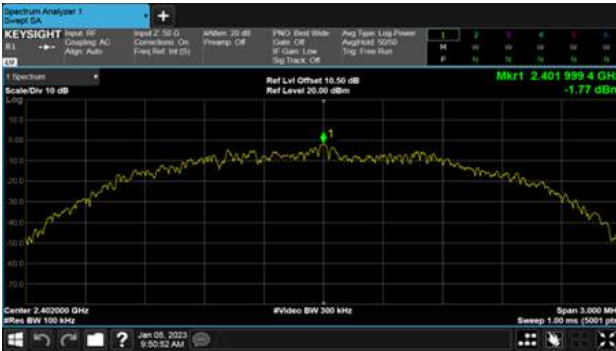 Spectrum Analyzer 1
Swept SA
+
KEYSIGHT Input: RF Input Z: 50 Ω #Atten: 20 dB PNO: Best Wide Avg Type: Log-Power 1 2 3 4 5 6
RL Coupling: AC Corrections: On Preamp: Off Gate: Off Avg|Hold: 50/50 M W W W W W
Align: Auto Freq Ref: Int (S) IF Gain: Low Trig: Free Run P N N N N N
LW Sig Track: Off
1 Spectrum Ref Lvl Offset 10.50 dB Mkr1 2.401 999 4 GHz
Scale/Div 10 dB Ref Level 20.00 dBm -1.77 dBm
Log
10.0
0.00
1
-10.0
-20.0
-30.0
-40.0
-50.0
-60.0
-70.0
Center 2.402000 GHz #Video BW 300 kHz Span 3.000 MHz
#Res BW 100 kHz Sweep 1.00 ms (5001 pts)
? Jan 05, 2023
9:50:52 AM